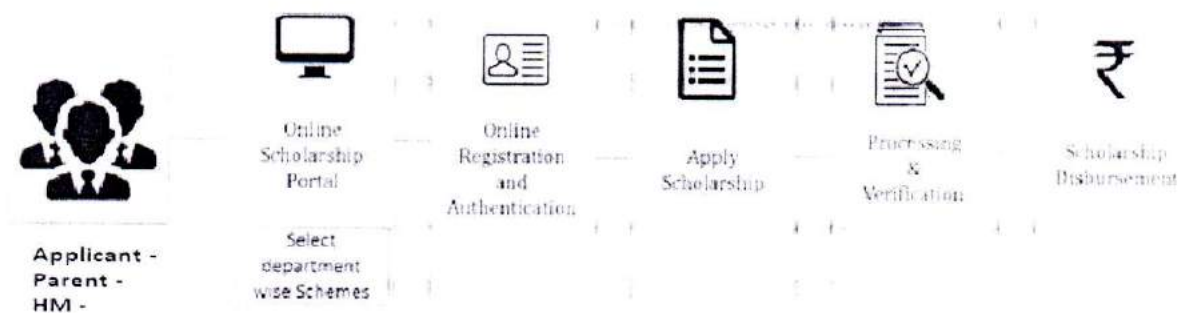 Applicant -
Parent -
HM -
Online
Scholarship
Portal
Select
department
wise Schemes
Online
Registration
and
Authentication
Apply
Scholarship
Processing
&
Verification
₹
Scholarship
Disbursement